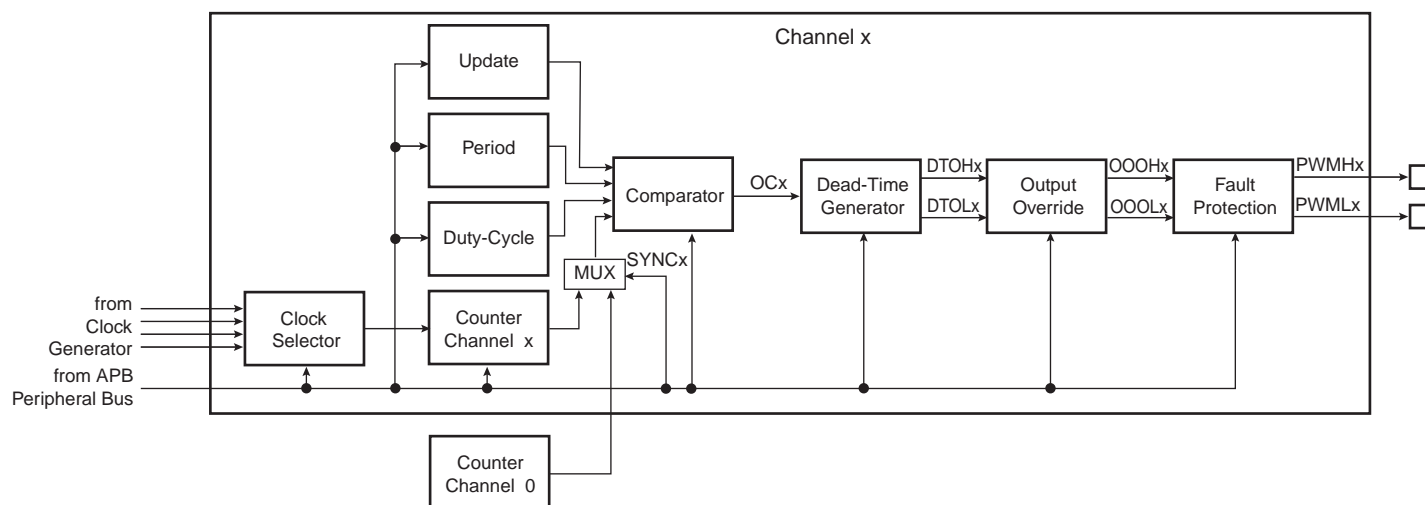 Channel x
Update
Period
Duty-Cycle
Comparator
OCx
Dead-Time
Generator
DTOHx
DTOLx
Output
Override
OOOHx
OOOLx
Fault
Protection
PWMHx
PWMLx
MUX
SYNCx
from
Clock
Generator
Clock
Selector
Counter
Channel x
from APB
Peripheral Bus
Counter
Channel 0